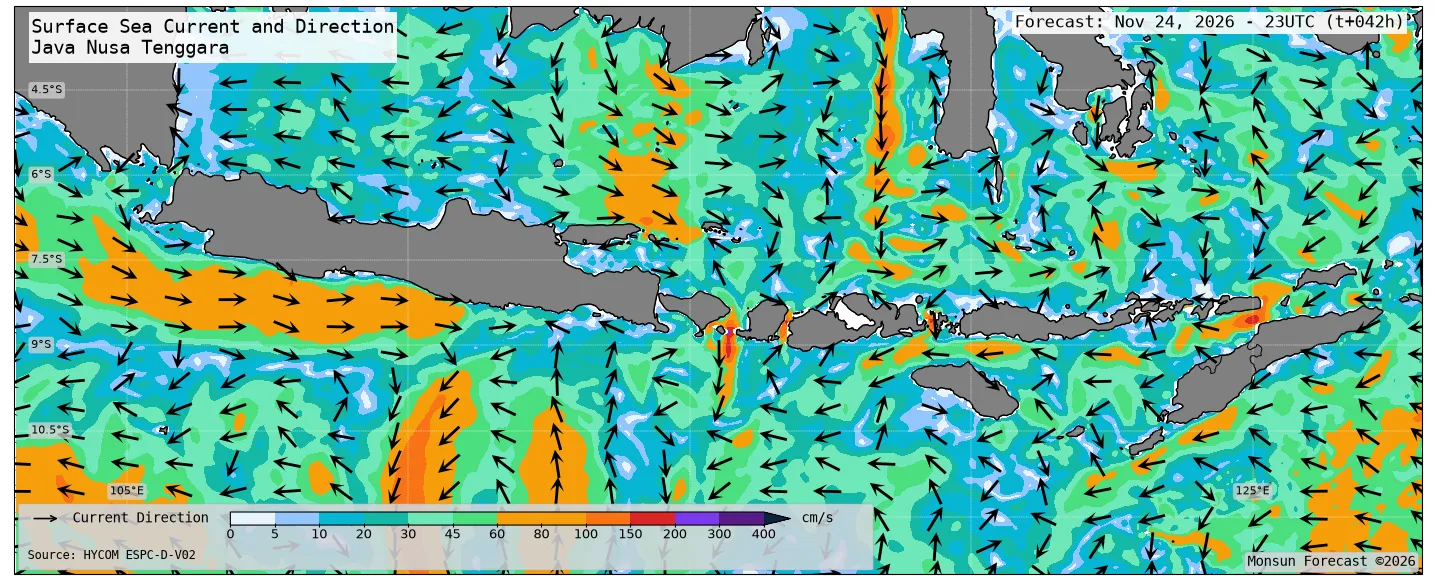 Surface Sea Current and Direction
Java Nusa Tenggara
Forecast: Nov 24, 2026 - 23UTC (t+042h)
4.5°S
6°S
7.5°S
9°S
10.5°S
105°E
125°E
Current Direction
0 5 10 20 30 45 60 80 100 150 200 300 400
cm/s
Source: HYCOM ESPC-D-V02
Monsun Forecast ©2026